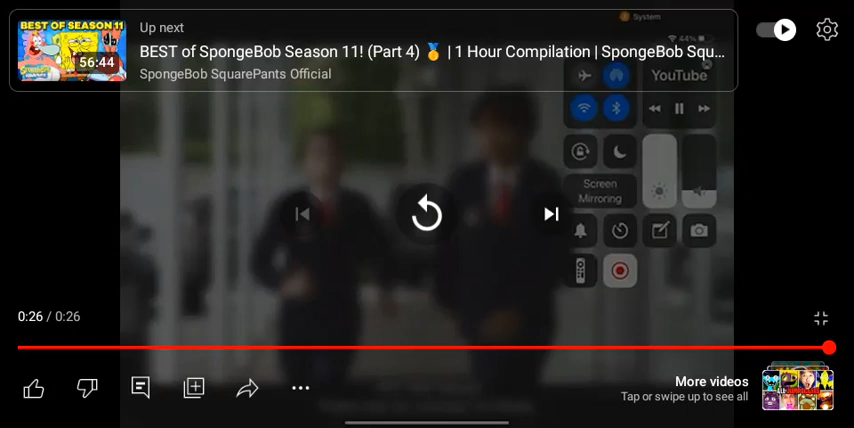 System
Up next
BEST OF SEASON 11
BEST of SpongeBob Season 11! (Part 4) 🥇 | 1 Hour Compilation | SpongeBob Squ...
56:44
SpongeBob SquarePants Official
44%
YouTube
Screen
Mirroring
0:26 / 0:26
More videos
Tap or swipe up to see all